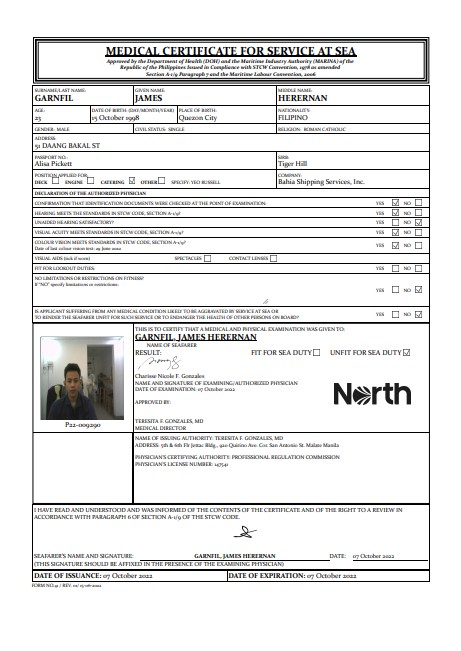 MEDICAL CERTIFICATE FOR SERVICE AT SEA
Approved by the Department of Health (DOH) and the Maritime Industry Authority (MARINA) of the
Republic of the Philippines Issued in Compliance with STCW Convention, 1978 as amended
Section A-1/9 Paragraph 7 and the Maritime Labour Convention, 2006
SURNAME/LAST NAME: GIVEN NAME: MIDDLE NAME:
GARNFIL JAMES HERERNAN
AGE: DATE OF BIRTH: (DAY/MONTH/YEAR) PLACE OF BIRTH: NATIONALITY:
23 15 October 1998 Quezon City FILIPINO
GENDER: MALE CIVIL STATUS: SINGLE RELIGION: ROMAN CATHOLIC
ADDRESS:
51 DAANG BAKAL ST
PASSPORT NO.: SIRB:
Alisa Pickett Tiger Hill
POSITION APPLIED FOR: COMPANY:
DECK ENGINE CATERING OTHER SPECIFY: YEO RUSSELL Bahia Shipping Services, Inc.
DECLARATION OF THE AUTHORIZED PHYSICIAN
CONFIRMATION THAT IDENTIFICATION DOCUMENTS WERE CHECKED AT THE POINT OF EXAMINATION: YES NO
HEARING MEETS THE STANDARDS IN STCW CODE, SECTION A-1/9? YES NO
UNAIDED HEARING SATISFACTORY? YES NO
VISUAL ACUITY MEETS STANDARDS IN STCW CODE, SECTION A-1/9? YES NO
COLOUR VISION MEETS STANDARDS IN STCW CODE, SECTION A-1/9? YES NO
Date of last colour vision test: 29 June 2022
VISUAL AIDS (tick if worn) SPECTACLES CONTACT LENSES
FIT FOR LOOKOUT DUTIES: YES NO
NO LIMITATIONS OR RESTRICTIONS ON FITNESS? YES NO
If "NO" specify limitations or restrictions:
IS APPLICANT SUFFERING FROM ANY MEDICAL CONDITION LIKELY TO BE AGGRAVATED BY SERVICE AT SEA OR
TO RENDER THE SEAFARER UNFIT FOR SUCH SERVICE OR TO ENDANGER THE HEALTH OF OTHER PERSONS ON BOARD? YES NO
THIS IS TO CERTIFY THAT A MEDICAL AND PHYSICAL EXAMINATION WAS GIVEN TO:
GARNFIL, JAMES HERERNAN
NAME OF SEAFARER
RESULT: FIT FOR SEA DUTY UNFIT FOR SEA DUTY
Charisse Nicole F. Gonzales
NAME AND SIGNATURE OF EXAMINING/AUTHORIZED PHYSICIAN
DATE OF EXAMINATION: 07 October 2022
North
APPROVED BY:
TERESITA F. GONZALES, MD
MEDICAL DIRECTOR
P22-009290
NAME OF ISSUING AUTHORITY: TERESITA F. GONZALES, MD
ADDRESS: 5th & 6th Flr Jettac Bldg., 920 Quirino Ave. Cor. San Antonio St. Malate Manila
PHYSICIAN'S CERTIFYING AUTHORITY: PROFESSIONAL REGULATION COMMISSION
PHYSICIAN'S LICENSE NUMBER: 147541
I HAVE READ AND UNDERSTOOD AND WAS INFORMED OF THE CONTENTS OF THE CERTIFICATE AND OF THE RIGHT TO A REVIEW IN
ACCORDANCE WITH PARAGRAPH 6 OF SECTION A-1/9 OF THE STCW CODE.
SEAFARER'S NAME AND SIGNATURE: GARNFIL, JAMES HERERNAN DATE: 07 October 2022
(THIS SIGNATURE SHOULD BE AFFIXED IN THE PRESENCE OF THE EXAMINING PHYSICIAN)
DATE OF ISSUANCE: 07 October 2022 DATE OF EXPIRATION: 07 October 2022